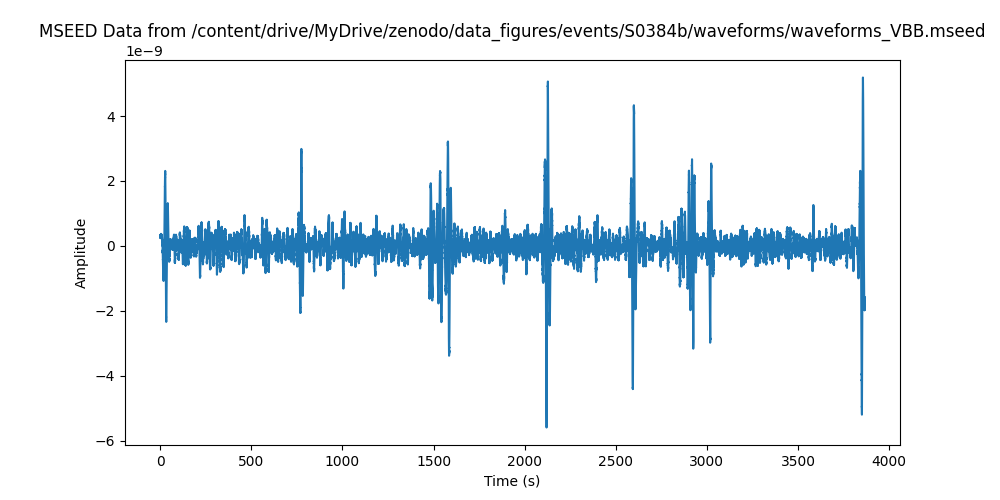 MSEED Data from /content/drive/MyDrive/zenodo/data_figures/events/S0384b/waveforms/waveforms_VBB.mseed
1e−9
4
2
0
−2
−4
−6
Amplitude
0 500 1000 1500 2000 2500 3000 3500 4000
Time (s)